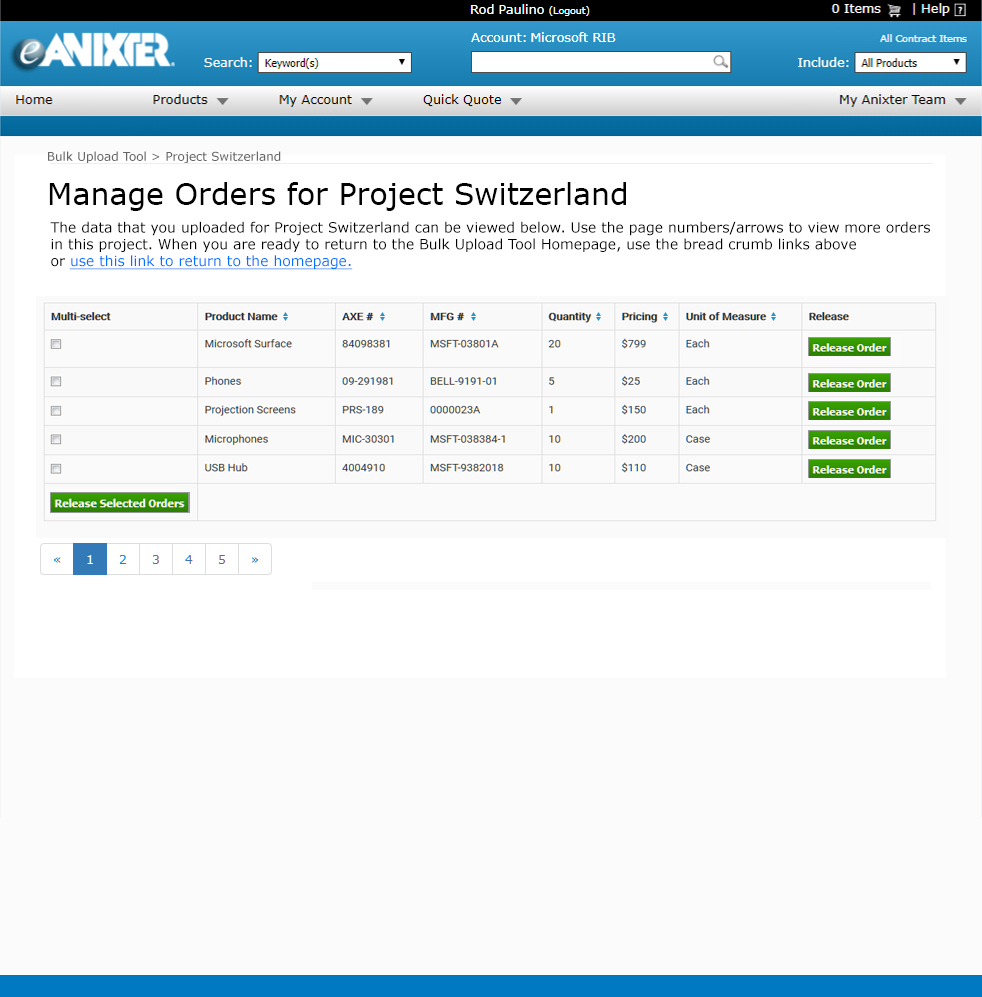 Rod Paulino (Logout) 0 Items | Help ?
eANIXTER
Account: Microsoft RIB All Contract Items
Search: Keyword(s) Include: All Products
Home Products My Account Quick Quote My Anixter Team
Bulk Upload Tool > Project Switzerland
Manage Orders for Project Switzerland
The data that you uploaded for Project Switzerland can be viewed below. Use the page numbers/arrows to view more orders
in this project. When you are ready to return to the Bulk Upload Tool Homepage, use the bread crumb links above
or use this link to return to the homepage.
Multi-select Product Name AXE # MFG # Quantity Pricing Unit of Measure Release
Microsoft Surface 84098381 MSFT-03801A 20 $799 Each Release Order
Phones 09-291981 BELL-9191-01 5 $25 Each Release Order
Projection Screens PRS-189 0000023A 1 $150 Each Release Order
Microphones MIC-30301 MSFT-038384-1 10 $200 Case Release Order
USB Hub 4004910 MSFT-9382018 10 $110 Case Release Order
Release Selected Orders
« 1 2 3 4 5 »